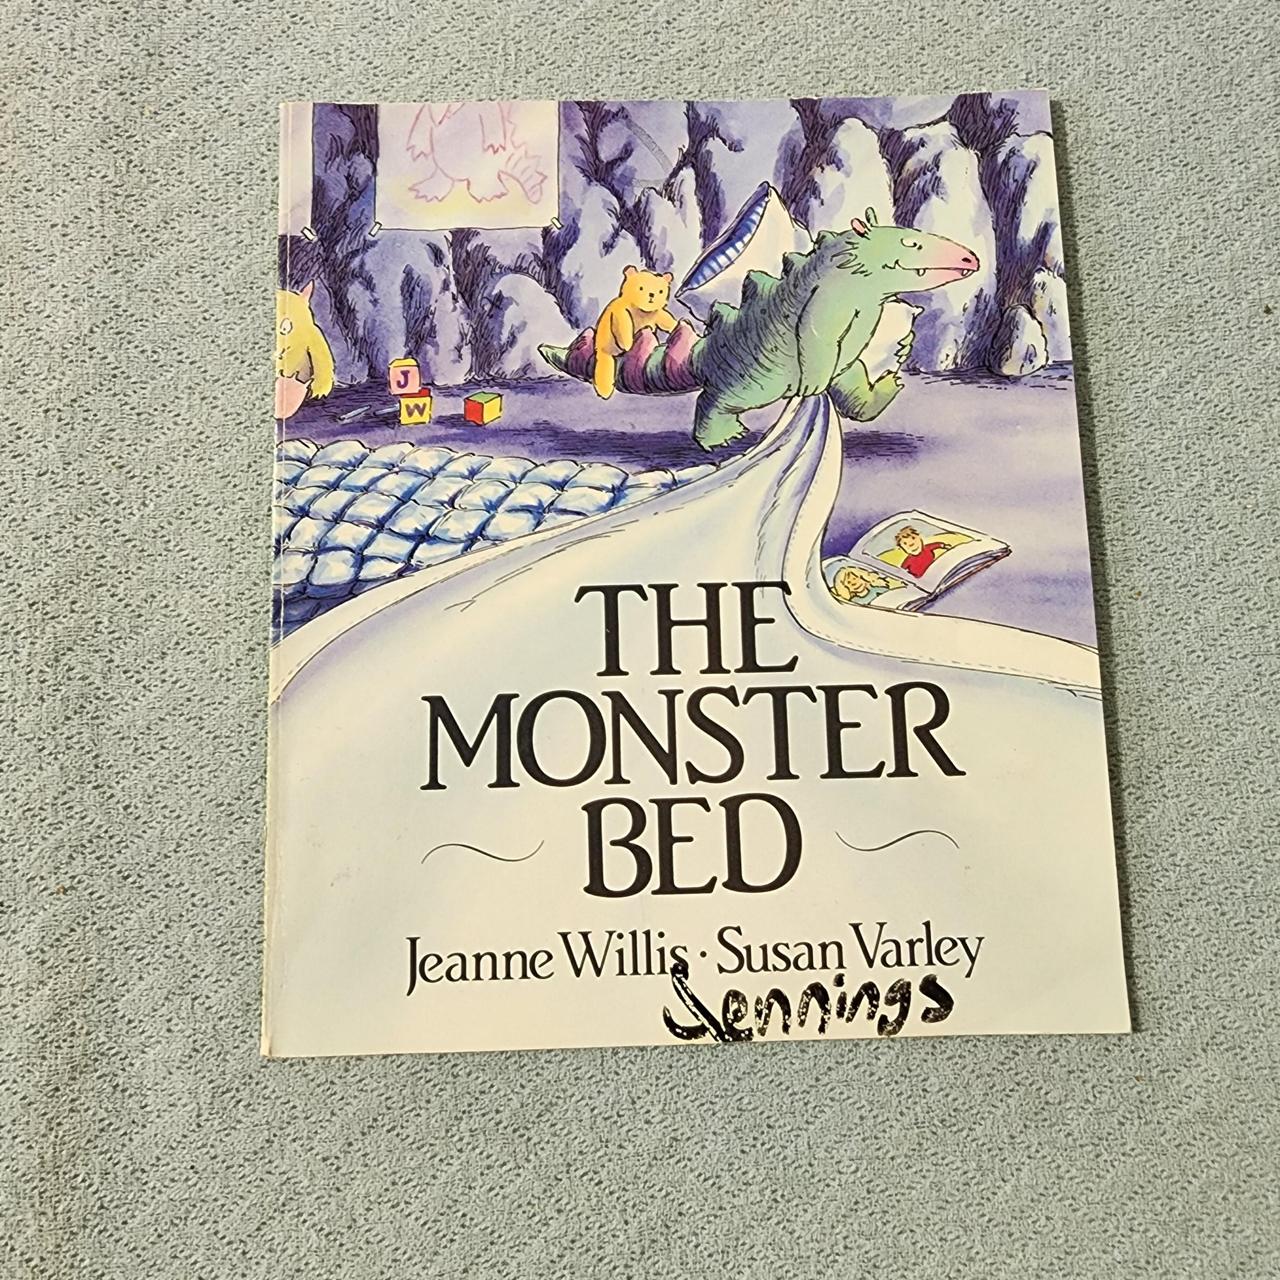 J
W
THE
MONSTER
BED
Jeanne Willis · Susan Varley
Jennings